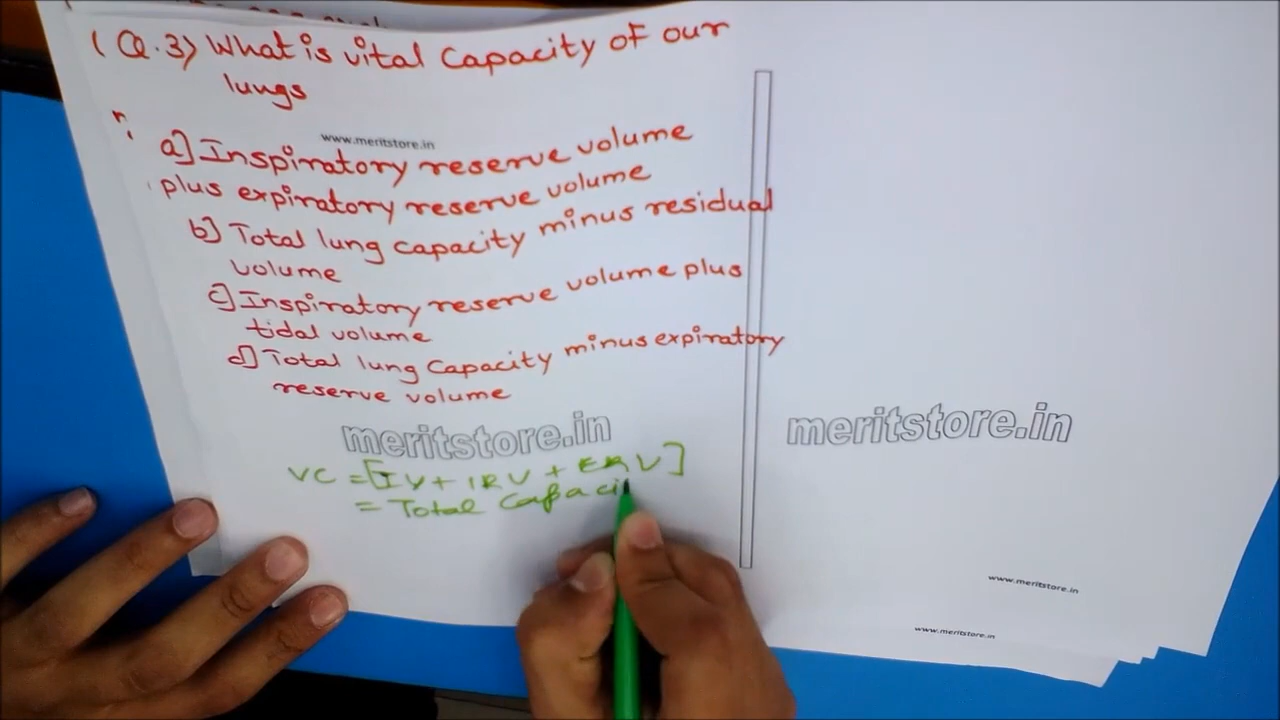 (Q.3) What is vital capacity of our
lungs
www.meritstore.in
a] Inspiratory reserve volume
plus expiratory reserve volume
b] Total lung capacity minus residual
volume
c] Inspiratory reserve volume plus
tidal volume
d] Total lung capacity minus expiratory
reserve volume
meritstore.in
meritstore.in
VC = [IV + IRV + ERV]
= Total Capaci
www.meritstore.in
www.meritstore.in